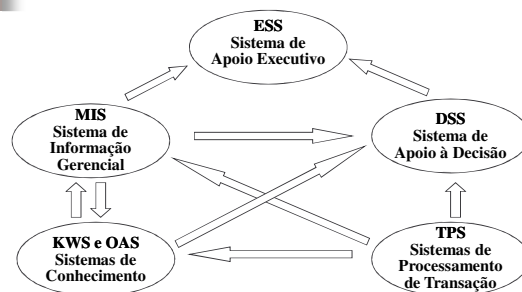 ESS
Sistema de
Apoio Executivo
MIS
Sistema de
Informação
Gerencial
DSS
Sistema de
Apoio à Decisão
KWS e OAS
Sistemas de
Conhecimento
TPS
Sistemas de
Processamento
de Transação